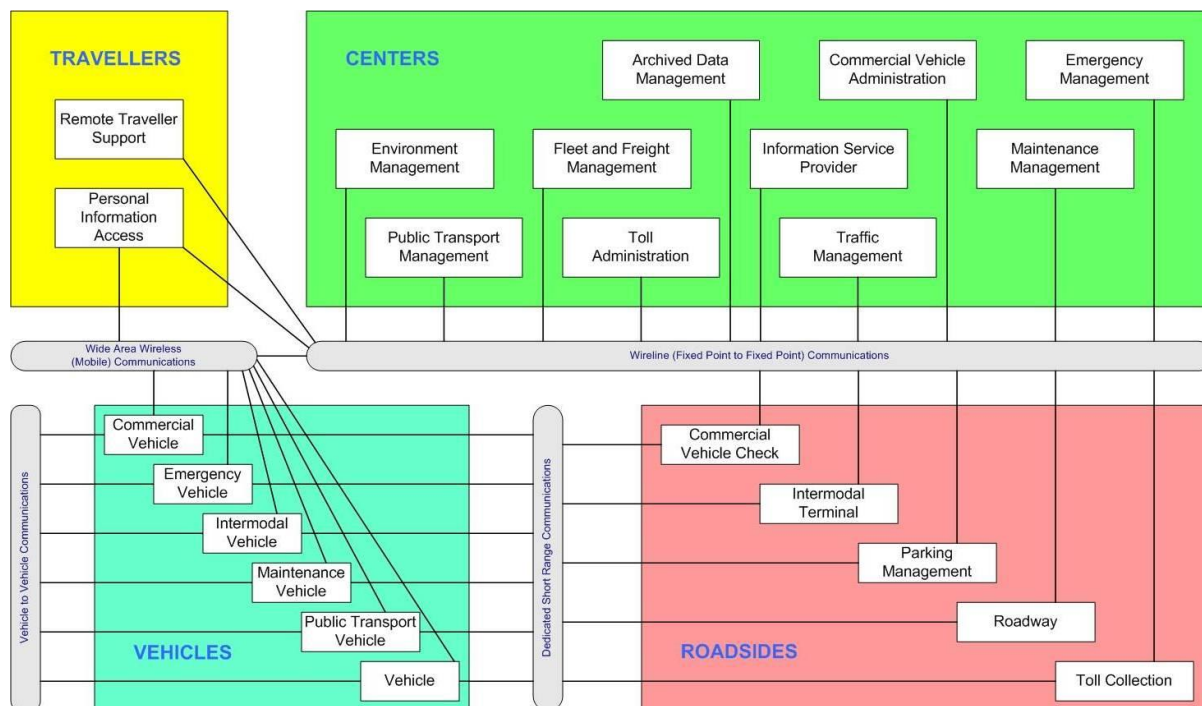 TRAVELLERS
Remote Traveller
Support
Personal
Information
Access
CENTERS
Archived Data
Management
Commercial Vehicle
Administration
Emergency
Management
Environment
Management
Fleet and Freight
Management
Information Service
Provider
Maintenance
Management
Public Transport
Management
Toll
Administration
Traffic
Management
Wide Area Wireless
(Mobile) Communications
Wireline (Fixed Point to Fixed Point) Communications
Vehicle to Vehicle Communications
Commercial
Vehicle
Emergency
Vehicle
Intermodal
Vehicle
Maintenance
Vehicle
Public Transport
Vehicle
Vehicle
VEHICLES
Dedicated Short Range Communications
Commercial
Vehicle Check
Intermodal
Terminal
Parking
Management
Roadway
Toll Collection
ROADSIDES